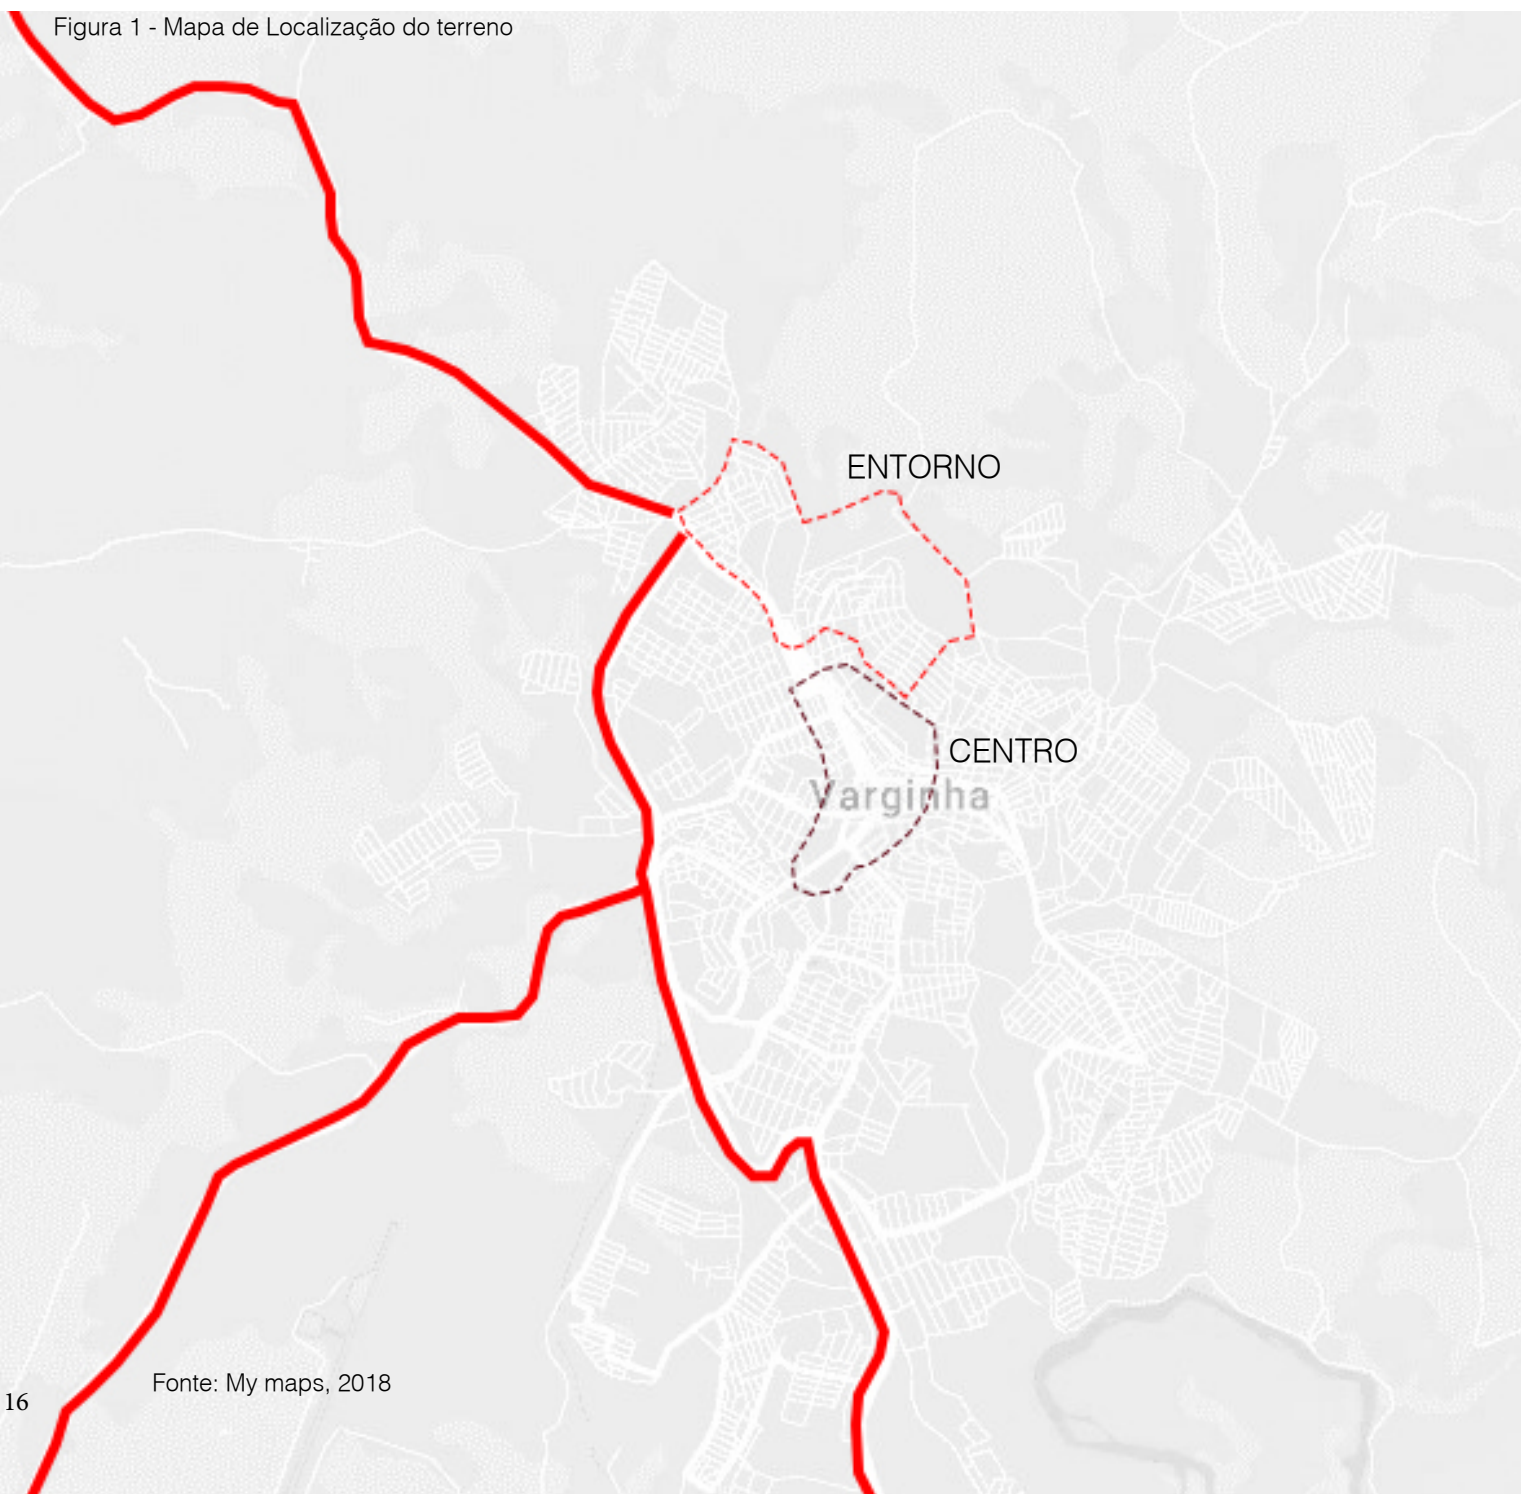 Figura 1 - Mapa de Localização do terreno
ENTORNO
CENTRO
Varginha
Fonte: My maps, 2018
16